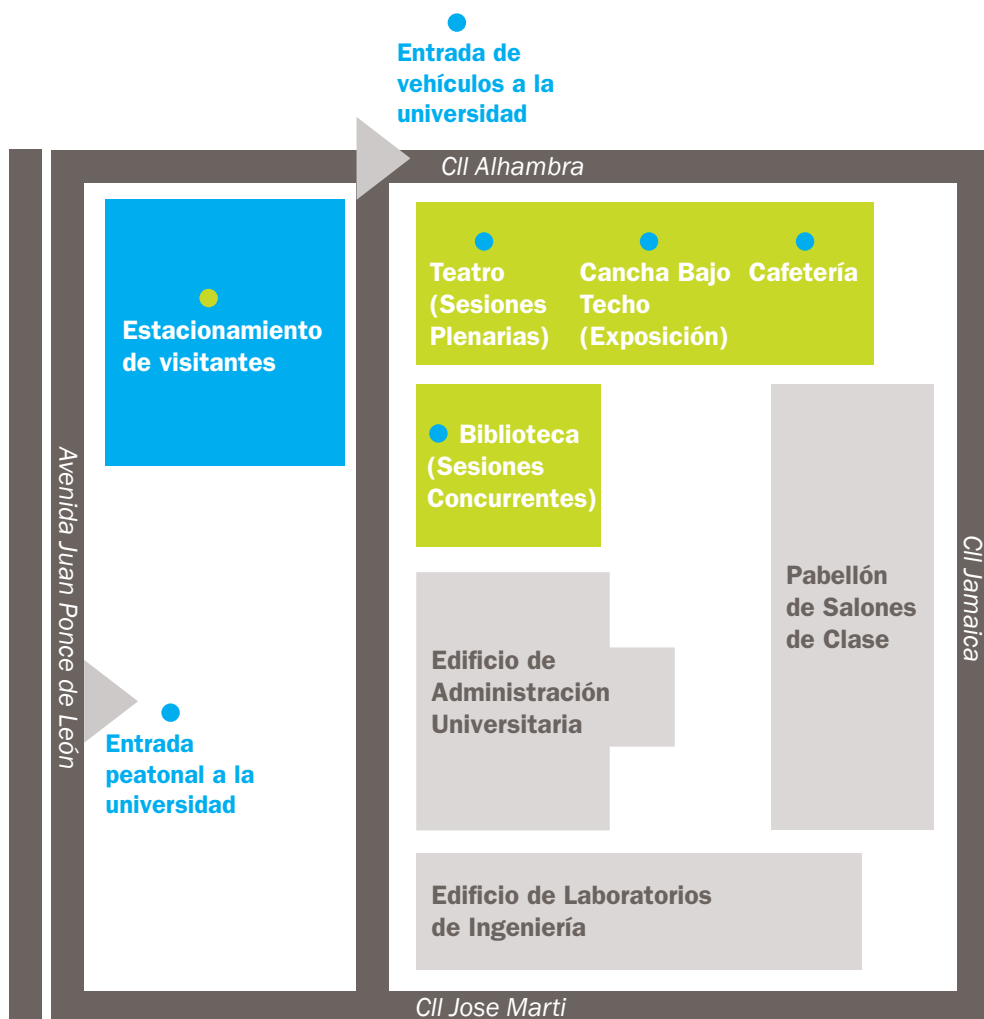 Entrada de
vehículos a la
universidad
Cll Alhambra
Estacionamiento
de visitantes
Teatro
(Sesiones
Plenarias)
Cancha Bajo
Techo
(Exposición)
Cafetería
Biblioteca
(Sesiones
Concurrentes)
Avenida Juan Ponce de León
Entrada
peatonal a la
universidad
Edificio de
Administración
Universitaria
Pabellón
de Salones
de Clase
Cll Jamaica
Edificio de Laboratorios
de Ingeniería
Cll Jose Marti